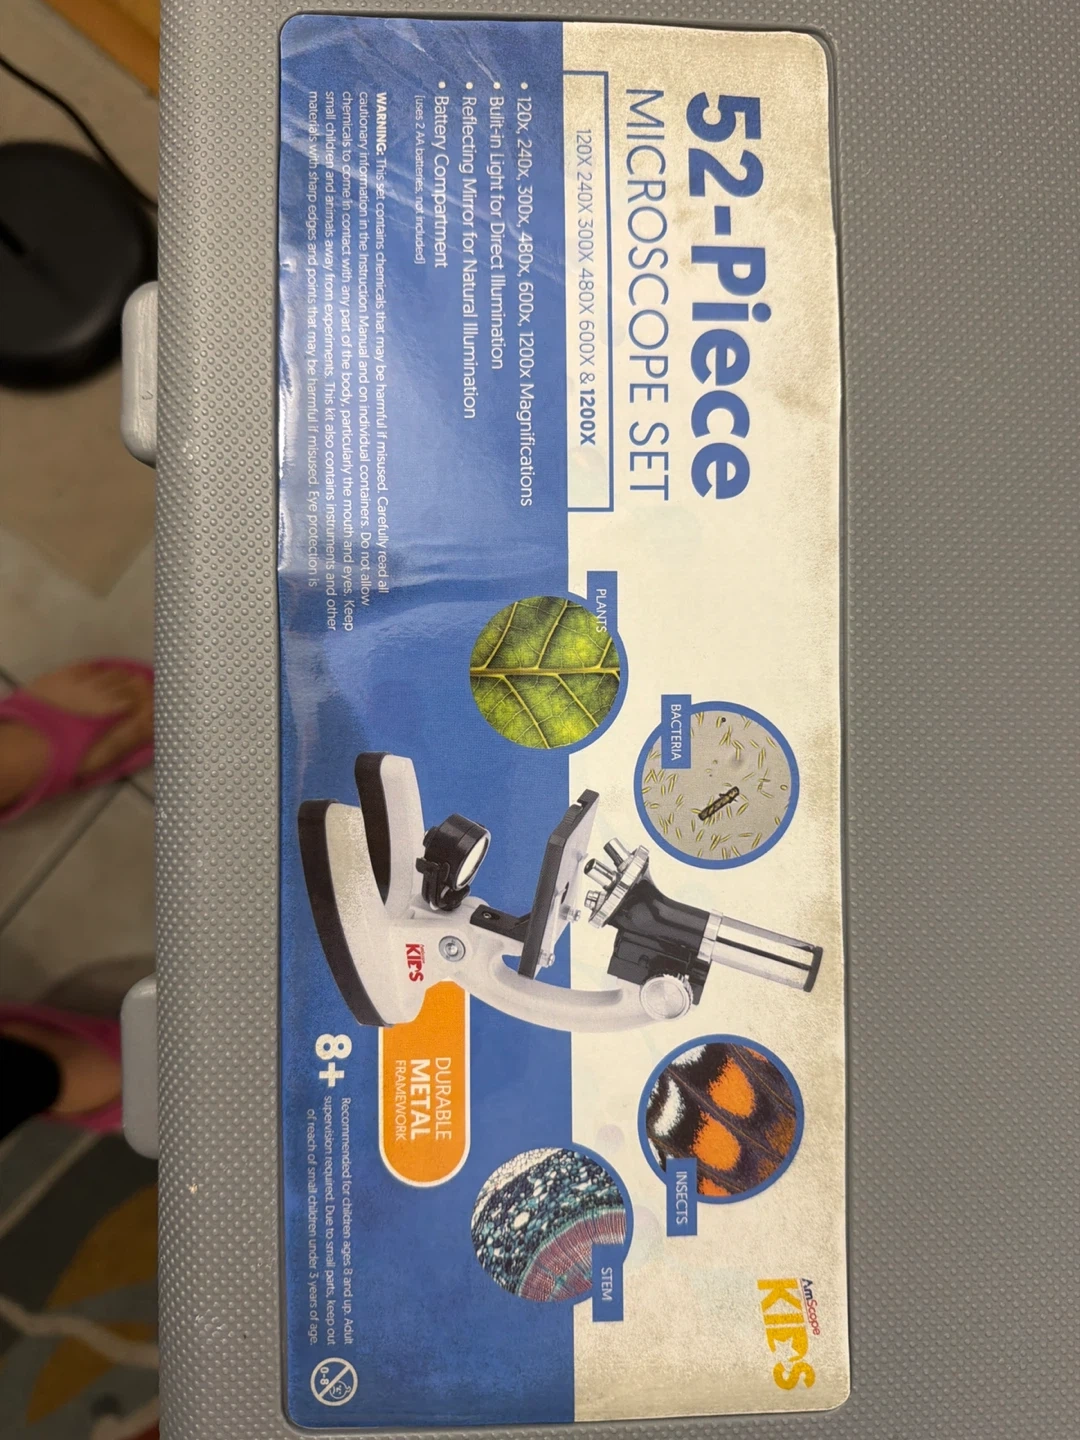 52-Piece
MICROSCOPE SET
120X 240X 300X 480X 600X & 1200X
• 120x, 240x, 300x, 480x, 600x, 1200x Magnifications
• Bulit-in Light for Direct Illumination
• Reflecting Mirror for Natural Illumination
• Battery Compartment
[uses 2 AA batteries, not included]
WARNING: This set contains chemicals that may be harmful if misused. Carefully read all
cautionary information in the Instruction Manual and on individual containers. Do not allow
chemicals to come in contact with any part of the body, particularly the mouth and eyes. Keep
small children and animals away from experiments. This kit also contains instruments and other
materials with sharp edges and points that may be harmful if misused. Eye protection is
PLANTS
BACTERIA
KIDS
DURABLE
METAL
FRAMEWORK
INSECTS
STEM
AmScope
KIDS
8+
Recommended for children ages 8 and up. Adult
supervision required. Due to small parts, keep out
of reach of small children under 3 years of age.
0-8